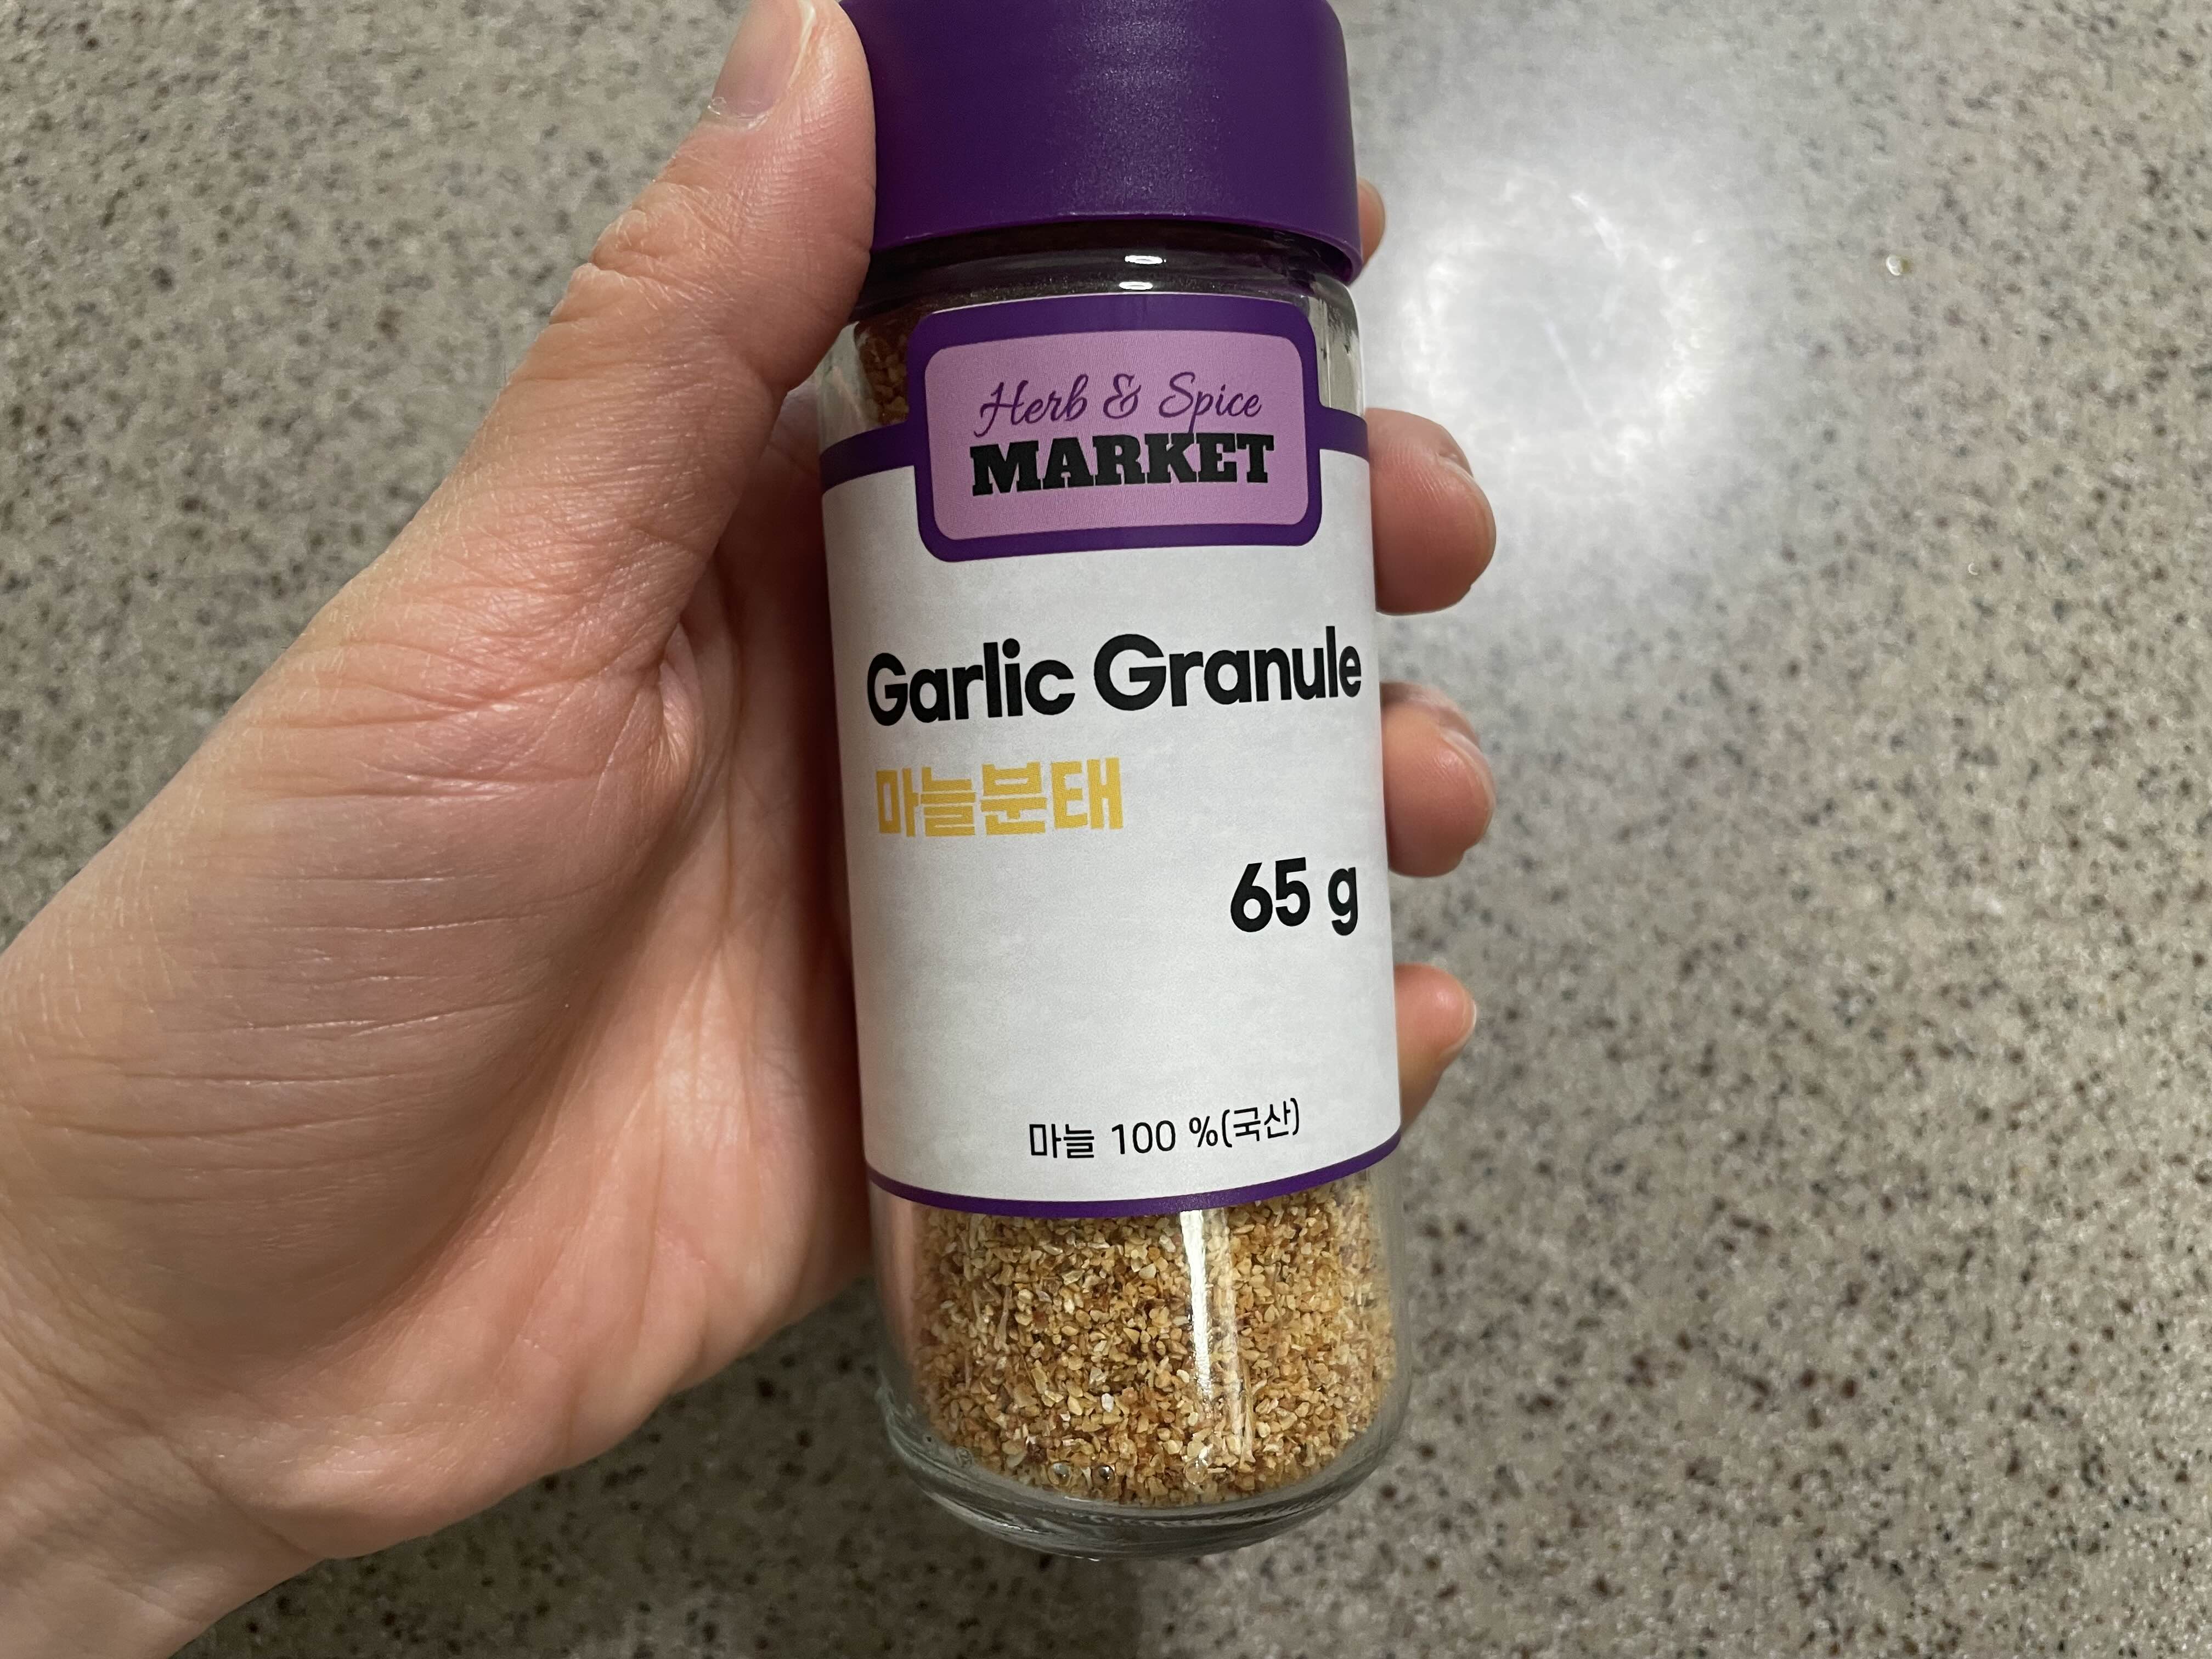 Herb & Spice
MARKET
Garlic Granule
마늘분태
65 g
마늘 100 %(국산)